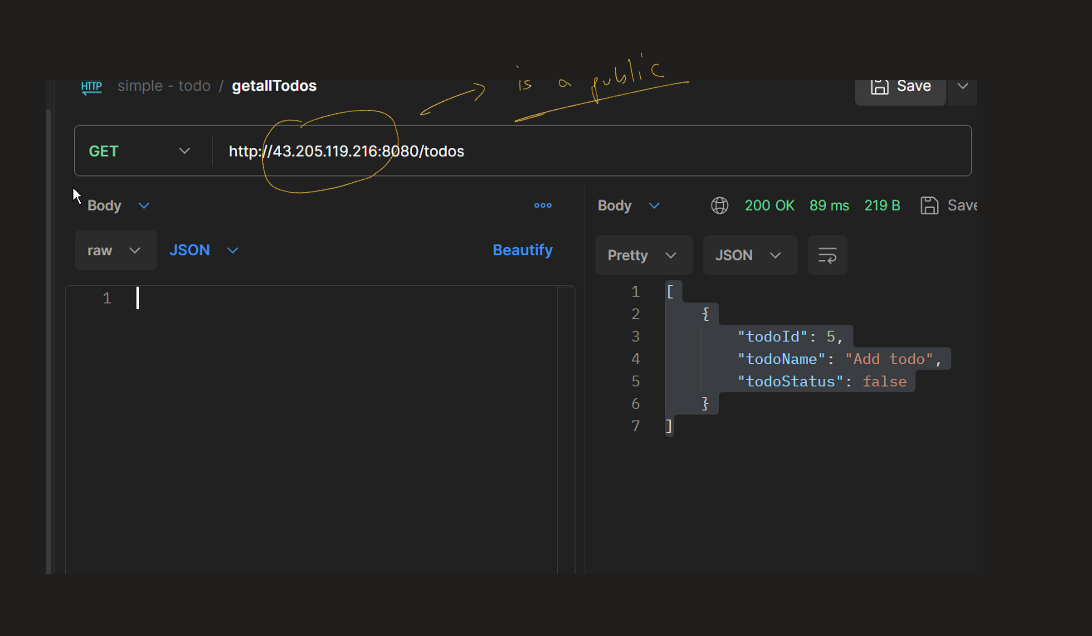 is a public
HTTP simple - todo / getallTodos Save
GET http://43.205.119.216:8080/todos
Body Body 200 OK 89 ms 219 B Save
raw JSON Beautify Pretty JSON
1 1 [
2 {
3 "todoId": 5,
4 "todoName": "Add todo",
5 "todoStatus": false
6 }
7 ]